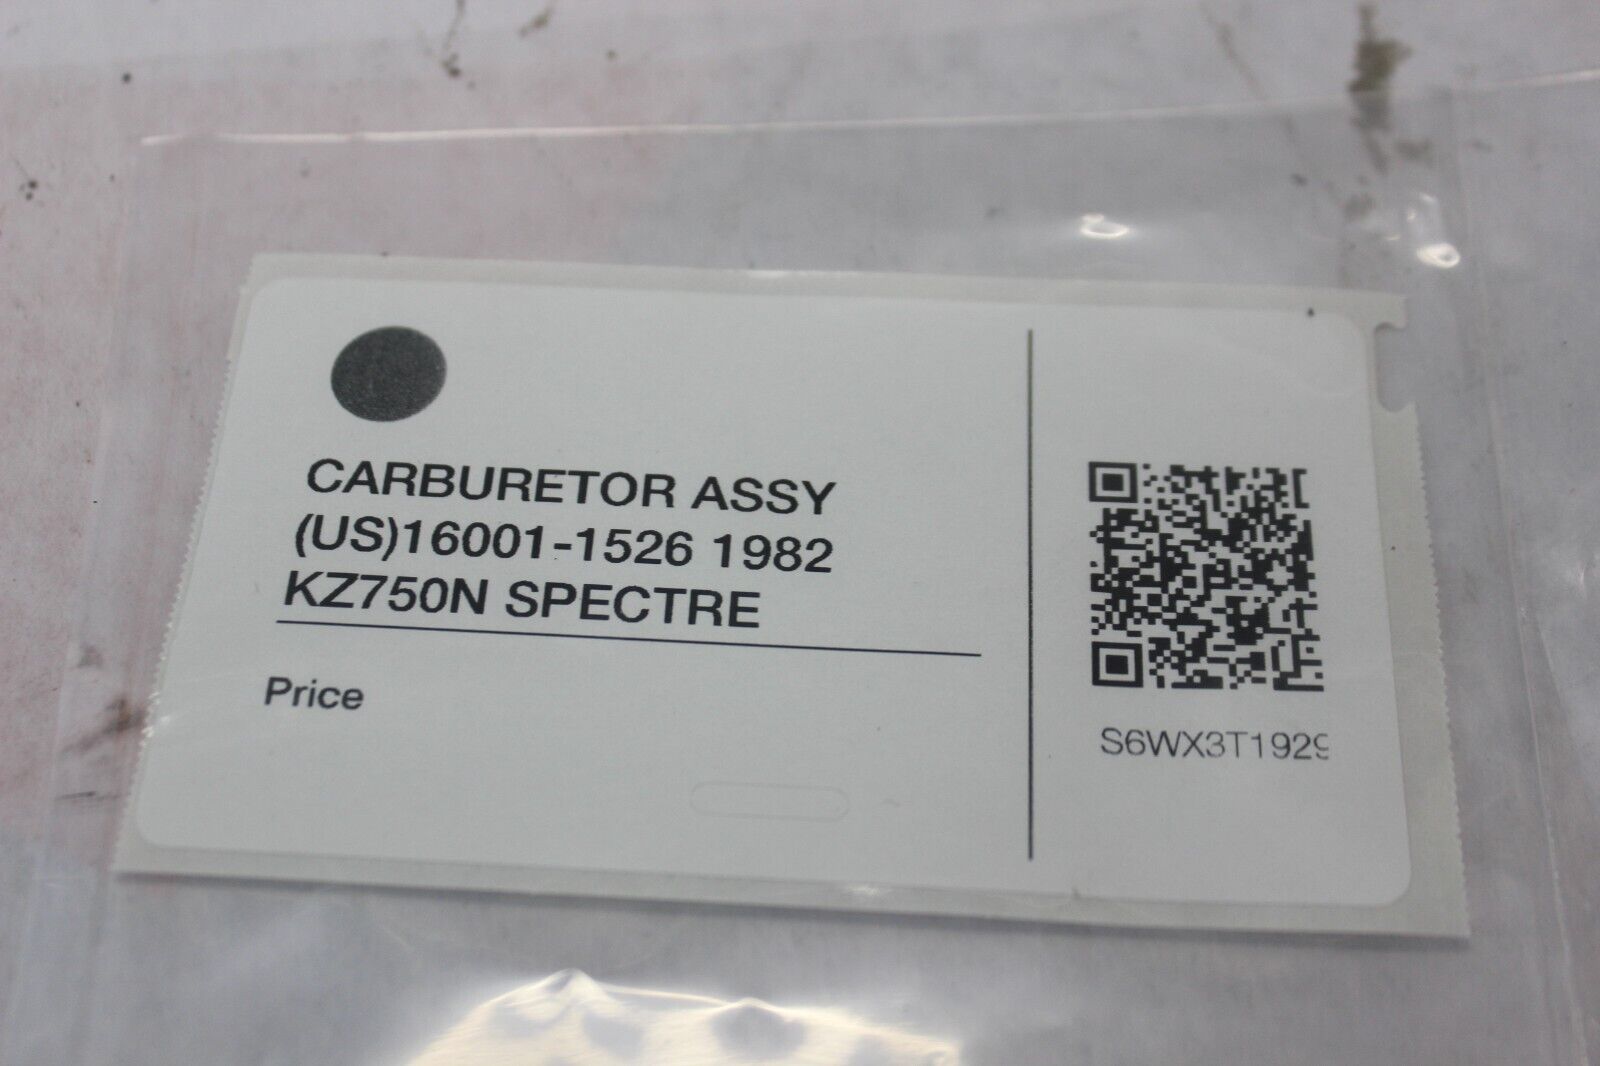 CARBURETOR ASSY
(US)16001-1526 1982
KZ750N SPECTRE
Price
S6WX3T1929